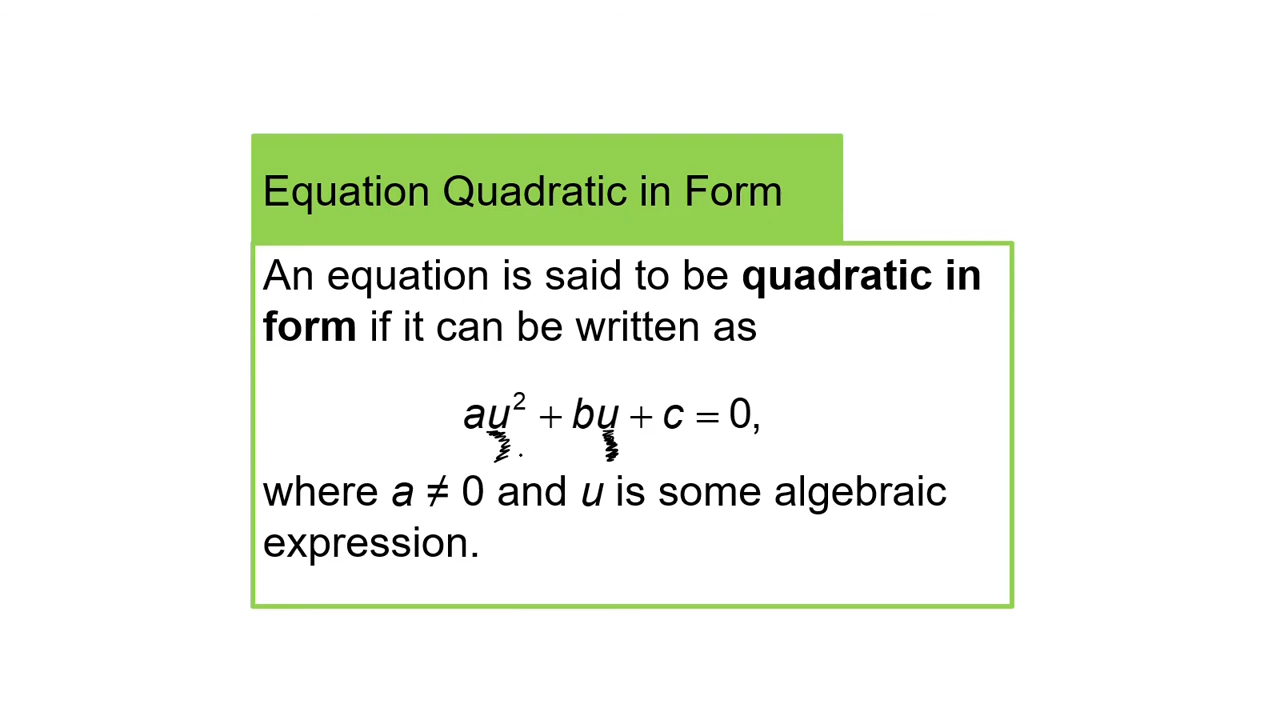 Equation Quadratic in Form
An equation is said to be quadratic in
form if it can be written as
au² + bu + c = 0,
where a ≠ 0 and u is some algebraic
expression.